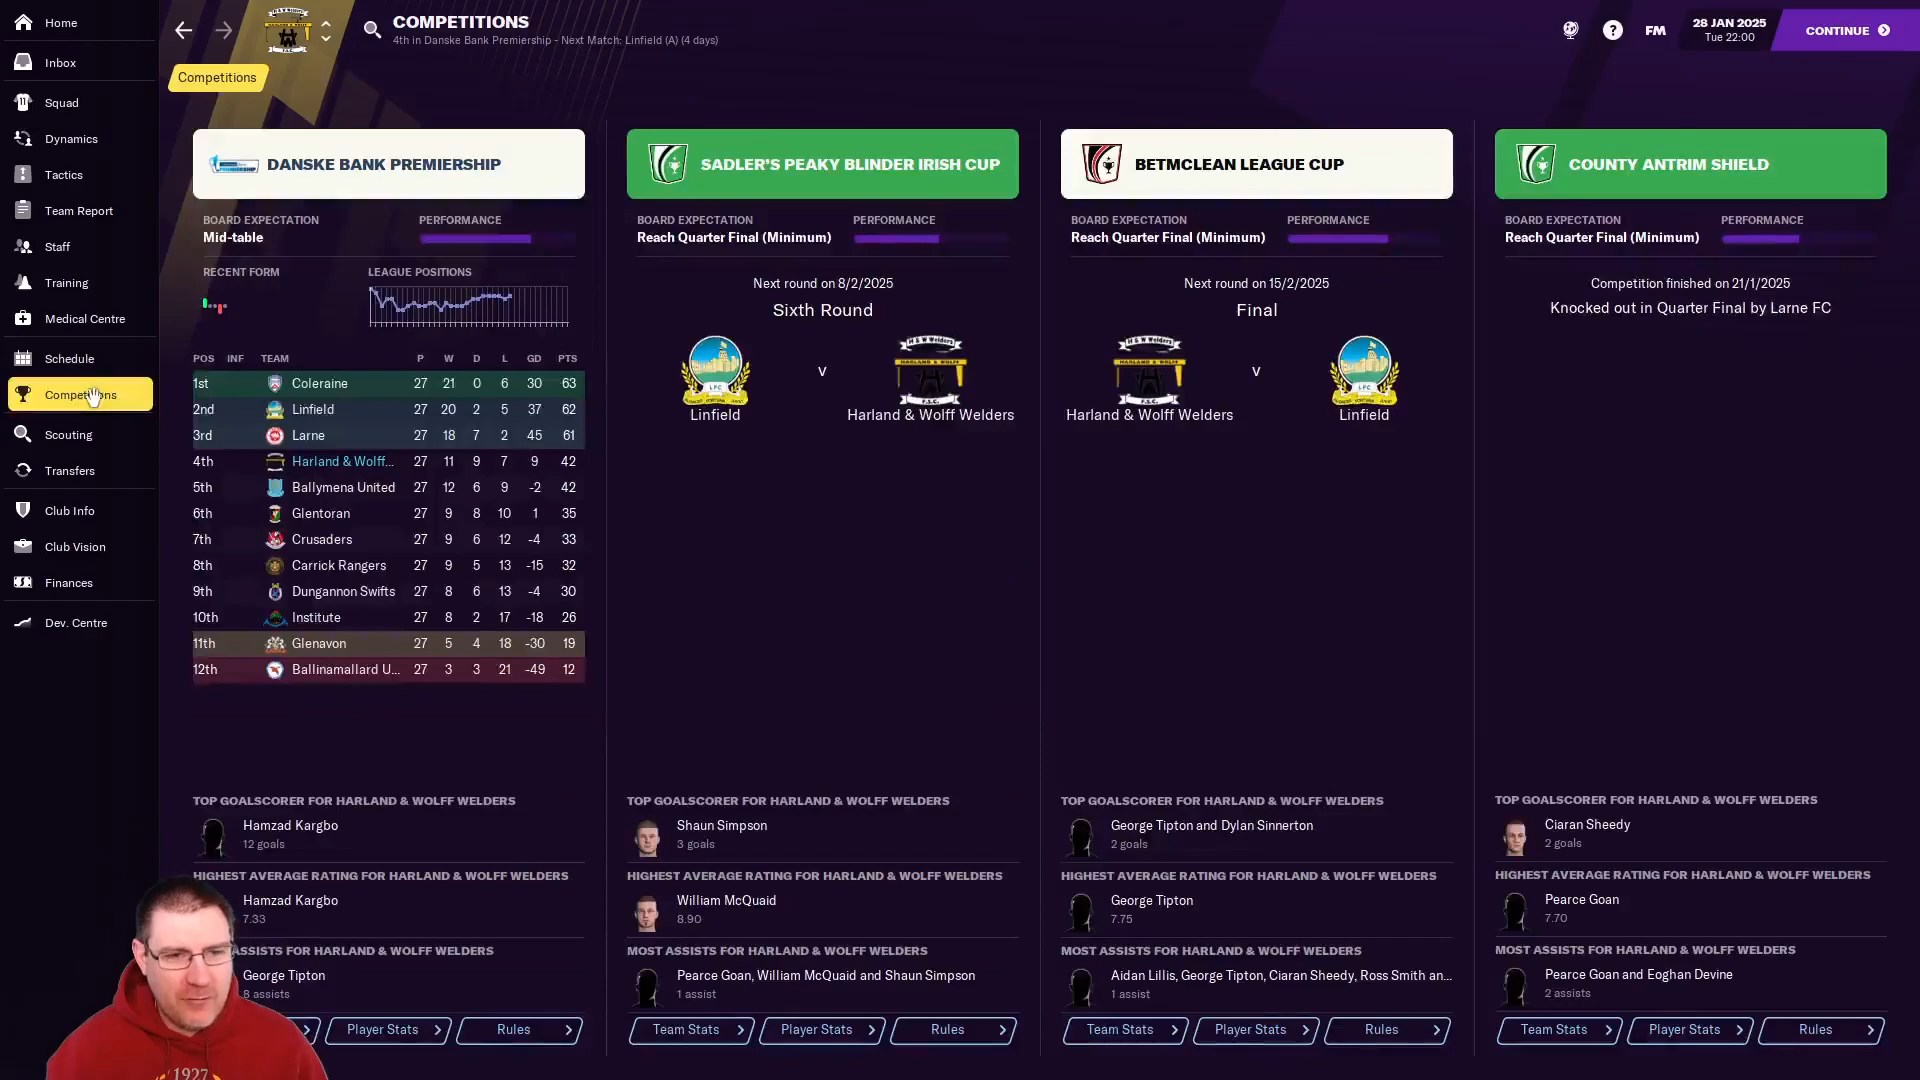 Home
Inbox
Squad
Dynamics
Tactics
Team Report
Staff
Training
Medical Centre
Schedule
Competitions
Scouting
Transfers
Club Info
Club Vision
Finances
Dev. Centre
COMPETITIONS
4th in Danske Bank Premiership - Next Match: Linfield (A) (4 days)
FM
28 JAN 2025
Tue 22:00
CONTINUE
Competitions
DANSKE BANK PREMIERSHIP
BOARD EXPECTATION PERFORMANCE
Mid-table
RECENT FORM LEAGUE POSITIONS
POS INF TEAM P W D L GD PTS
1st Coleraine 27 21 0 6 30 63
2nd Linfield 27 20 2 5 37 62
3rd Larne 27 18 7 2 45 61
4th Harland & Wolff... 27 11 9 7 9 42
5th Ballymena United 27 12 6 9 -2 42
6th Glentoran 27 9 8 10 1 35
7th Crusaders 27 9 6 12 -4 33
8th Carrick Rangers 27 9 5 13 -15 32
9th Dungannon Swifts 27 8 6 13 -4 30
10th Institute 27 8 2 17 -18 26
11th Glenavon 27 5 4 18 -30 19
12th Ballinamallard U... 27 3 3 21 -49 12
TOP GOALSCORER FOR HARLAND & WOLFF WELDERS
Hamzad Kargbo
12 goals
HIGHEST AVERAGE RATING FOR HARLAND & WOLFF WELDERS
Hamzad Kargbo
7.33
ASSISTS FOR HARLAND & WOLFF WELDERS
George Tipton
8 assists
Player Stats
Rules
SADLER'S PEAKY BLINDER IRISH CUP
BOARD EXPECTATION PERFORMANCE
Reach Quarter Final (Minimum)
Next round on 8/2/2025
Sixth Round
v
Linfield Harland & Wolff Welders
TOP GOALSCORER FOR HARLAND & WOLFF WELDERS
Shaun Simpson
3 goals
HIGHEST AVERAGE RATING FOR HARLAND & WOLFF WELDERS
William McQuaid
8.90
MOST ASSISTS FOR HARLAND & WOLFF WELDERS
Pearce Goan, William McQuaid and Shaun Simpson
1 assist
Team Stats
Player Stats
Rules
BETMCLEAN LEAGUE CUP
BOARD EXPECTATION PERFORMANCE
Reach Quarter Final (Minimum)
Next round on 15/2/2025
Final
v
Harland & Wolff Welders Linfield
TOP GOALSCORER FOR HARLAND & WOLFF WELDERS
George Tipton and Dylan Sinnerton
2 goals
HIGHEST AVERAGE RATING FOR HARLAND & WOLFF WELDERS
George Tipton
7.75
MOST ASSISTS FOR HARLAND & WOLFF WELDERS
Aidan Lillis, George Tipton, Ciaran Sheedy, Ross Smith an...
1 assist
Team Stats
Player Stats
Rules
COUNTY ANTRIM SHIELD
BOARD EXPECTATION PERFORMANCE
Reach Quarter Final (Minimum)
Competition finished on 21/1/2025
Knocked out in Quarter Final by Larne FC
TOP GOALSCORER FOR HARLAND & WOLFF WELDERS
Ciaran Sheedy
2 goals
HIGHEST AVERAGE RATING FOR HARLAND & WOLFF WELDERS
Pearce Goan
7.70
MOST ASSISTS FOR HARLAND & WOLFF WELDERS
Pearce Goan and Eoghan Devine
2 assists
Team Stats
Player Stats
Rules
1927